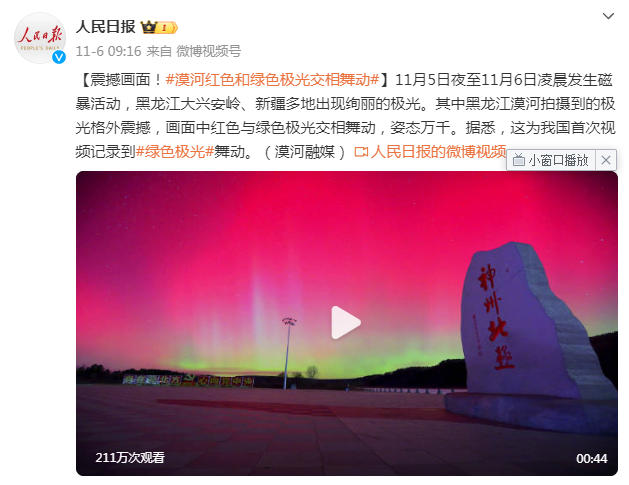 人民日报
PEOPLE'S DAILY
人民日报 1
11-6 09:16 来自 微博视频号
【震撼画面！#漠河红色和绿色极光交相舞动#】11月5日夜至11月6日凌晨发生磁
暴活动，黑龙江大兴安岭、新疆多地出现绚丽的极光。其中黑龙江漠河拍摄到的极
光格外震撼，画面中红色与绿色极光交相舞动，姿态万千。据悉，这为我国首次视
频记录到#绿色极光#舞动。（漠河融媒） 人民日报的微博视频
小窗口播放
神州北极
211万次观看
00:44